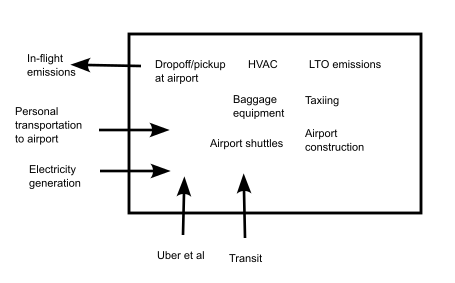 In-flight
emissions
Dropoff/pickup
at airport
HVAC
LTO emissions
Baggage
equipment
Taxiing
Personal
transportation
to airport
Airport shuttles
Airport
construction
Electricity
generation
Uber et al
Transit